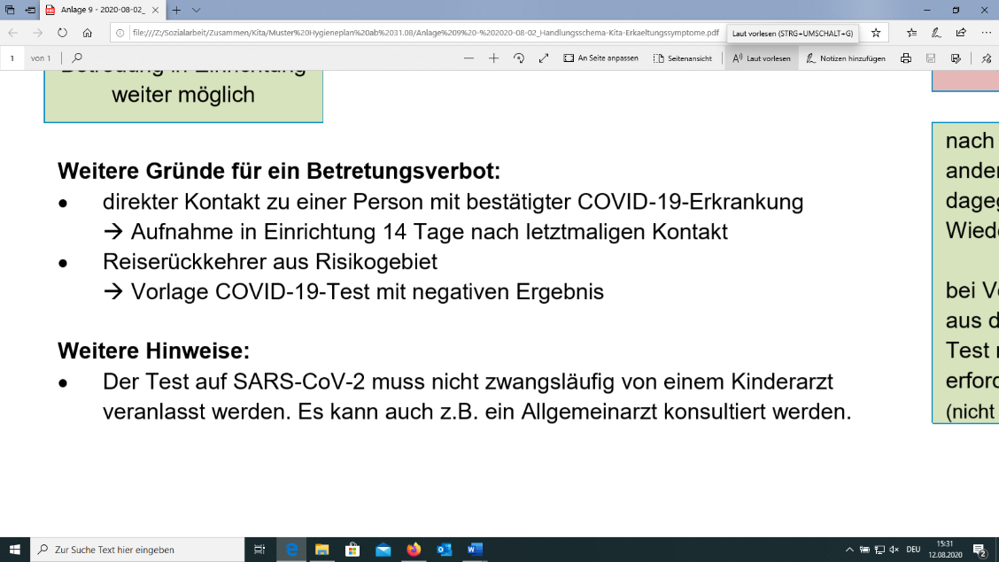 Anlage 9 - 2020-08-02_
file:///Z:/Sozialarbeit/Zusammen/Kita/Muster%20Hygieneplan%20ab%2031.08/Anlage%209%20-%202020-08-02_Handlungsschema-Kita-Erkaeltungssymptome.pdf
Laut vorlesen (STRG+UMSCHALT+G)
1 von 1
An Seite anpassen
Seitenansicht
Laut vorlesen
Notizen hinzufügen
Betreuung in Einrichtung
weiter möglich
Weitere Gründe für ein Betretungsverbot:
● direkter Kontakt zu einer Person mit bestätigter COVID-19-Erkrankung
→ Aufnahme in Einrichtung 14 Tage nach letztmaligen Kontakt
● Reiserückkehrer aus Risikogebiet
→ Vorlage COVID-19-Test mit negativen Ergebnis
Weitere Hinweise:
● Der Test auf SARS-CoV-2 muss nicht zwangsläufig von einem Kinderarzt
veranlasst werden. Es kann auch z.B. ein Allgemeinarzt konsultiert werden.
nach
ander
dageg
Wiede
bei Ve
aus d
Test
erford
(nicht
Zur Suche Text hier eingeben
DEU
15:31
12.08.2020
2